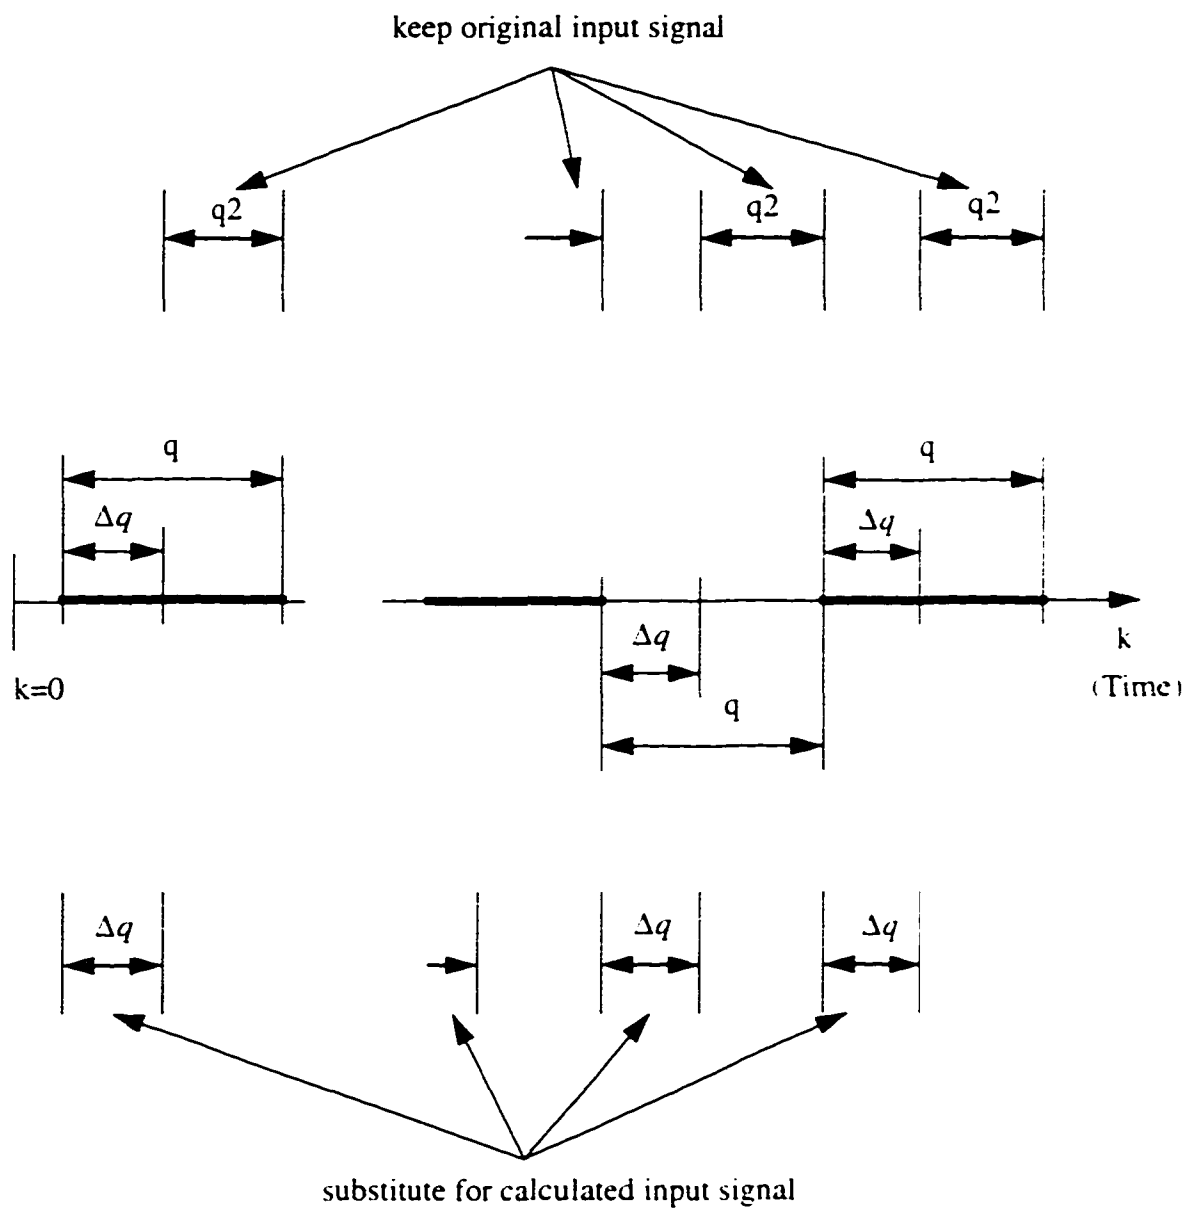 keep original input signal
q2
q2
q2
q
q
Δq
Δq
Δq
k
k=0
(Time)
q
Δq
Δq
Δq
substitute for calculated input signal